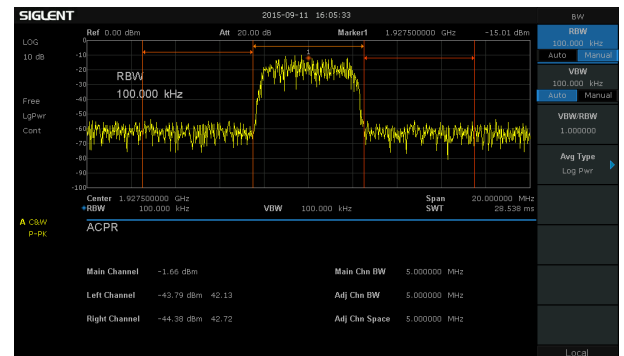 SIGLENT
2015-09-11 16:05:33
BW
Ref 0.00 dBm Att 20.00 dB Marker1 1.927500000 GHz -15.01 dBm
LOG
10 dB
Free
LgPwr
Cont
A C&W
P-PK
0
-10
-20
-30
-40
-50
-60
-70
-80
-90
-100
1
RBW
100.000 kHz
Center 1.927500000 GHz Span 20.000000 MHz
RBW 100.000 kHz VBW 100.000 kHz SWT 28.538 ms
ACPR
Main Channel -1.66 dBm Main Chn BW 5.000000 MHz
Left Channel -43.79 dBm 42.13 Adj Chn BW 5.000000 MHz
Right Channel -44.38 dBm 42.72 Adj Chn Space 5.000000 MHz
RBW
100.000 kHz
Auto Manual
VBW
100.000 kHz
Auto Manual
VBW/RBW
1.000000
Avg Type
Log Pwr
Local